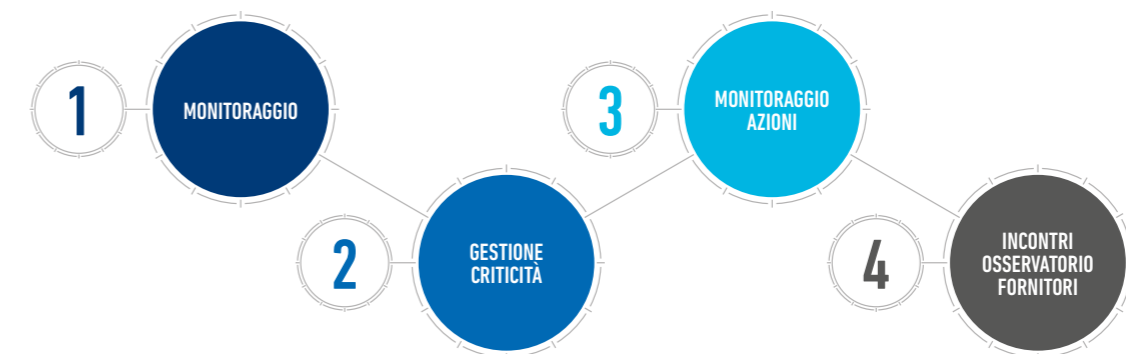 1
MONITORAGGIO
2
GESTIONE
CRITICITÀ
3
MONITORAGGIO
AZIONI
4
INCONTRI
OSSERVATORIO
FORNITORI